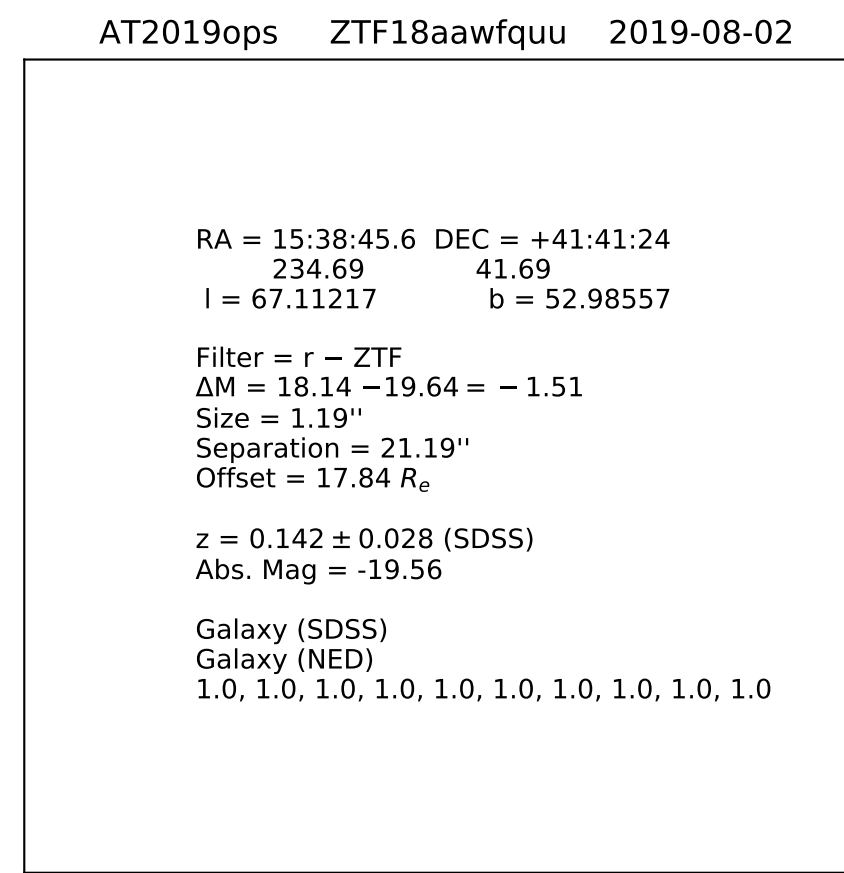 AT2019ops ZTF18aawfquu 2019-08-02
RA = 15:38:45.6 DEC = +41:41:24
234.69 41.69
l = 67.11217 b = 52.98557
Filter = r − ZTF
ΔM = 18.14 −19.64 = − 1.51
Size = 1.19''
Separation = 21.19''
Offset = 17.84 Rₑ
z = 0.142 ± 0.028 (SDSS)
Abs. Mag = -19.56
Galaxy (SDSS)
Galaxy (NED)
1.0, 1.0, 1.0, 1.0, 1.0, 1.0, 1.0, 1.0, 1.0, 1.0